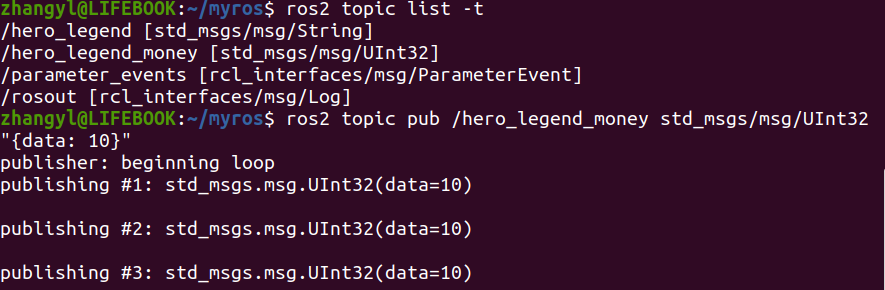 zhangyl@LIFEBOOK:~/myros$ ros2 topic list -t
/hero_legend [std_msgs/msg/String]
/hero_legend_money [std_msgs/msg/UInt32]
/parameter_events [rcl_interfaces/msg/ParameterEvent]
/rosout [rcl_interfaces/msg/Log]
zhangyl@LIFEBOOK:~/myros$ ros2 topic pub /hero_legend_money std_msgs/msg/UInt32
"{data: 10}"
publisher: beginning loop
publishing #1: std_msgs.msg.UInt32(data=10)
publishing #2: std_msgs.msg.UInt32(data=10)
publishing #3: std_msgs.msg.UInt32(data=10)